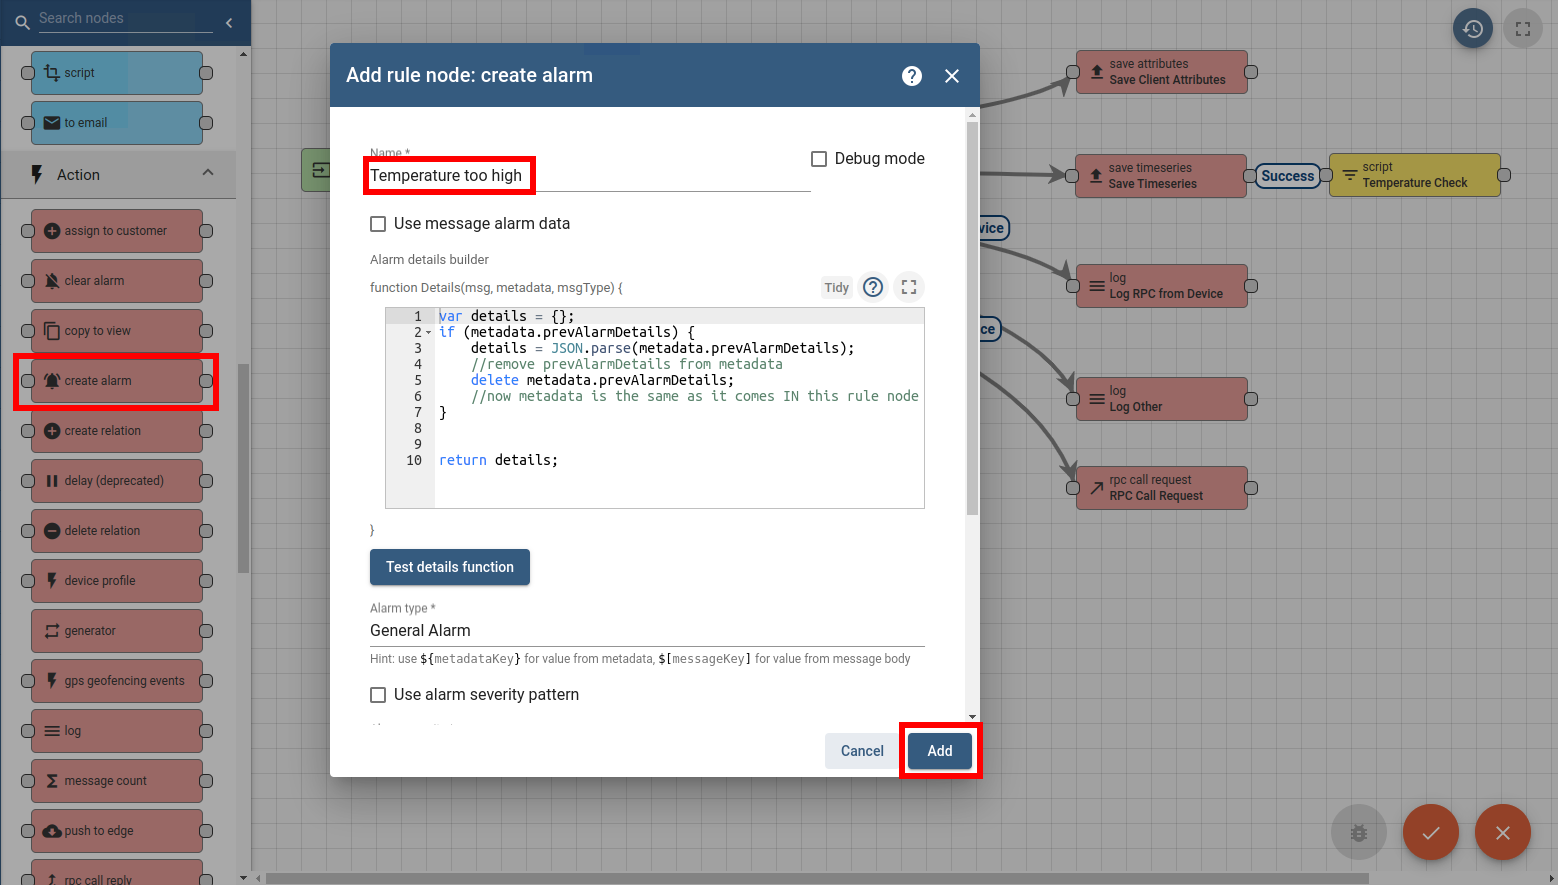 Search nodes
script
to email
Action
assign to customer
clear alarm
copy to view
create alarm
create relation
delay (deprecated)
delete relation
device profile
generator
gps geofencing events
log
message count
push to edge
rpc call reply
Add rule node: create alarm
Name *
Temperature too high
Debug mode
Use message alarm data
Alarm details builder
function Details(msg, metadata, msgType) {
Tidy
1 var details = {};
2 if (metadata.prevAlarmDetails) {
3 details = JSON.parse(metadata.prevAlarmDetails);
4 //remove prevAlarmDetails from metadata
5 delete metadata.prevAlarmDetails;
6 //now metadata is the same as it comes IN this rule node
7 }
8
9
10 return details;
}
Test details function
Alarm type *
General Alarm
Hint: use ${metadataKey} for value from metadata, $[messageKey] for value from message body
Use alarm severity pattern
Cancel
Add
save attributes
Save Client Attributes
save timeseries
Save Timeseries
Success
script
Temperature Check
vice
log
Log RPC from Device
ce
log
Log Other
rpc call request
RPC Call Request